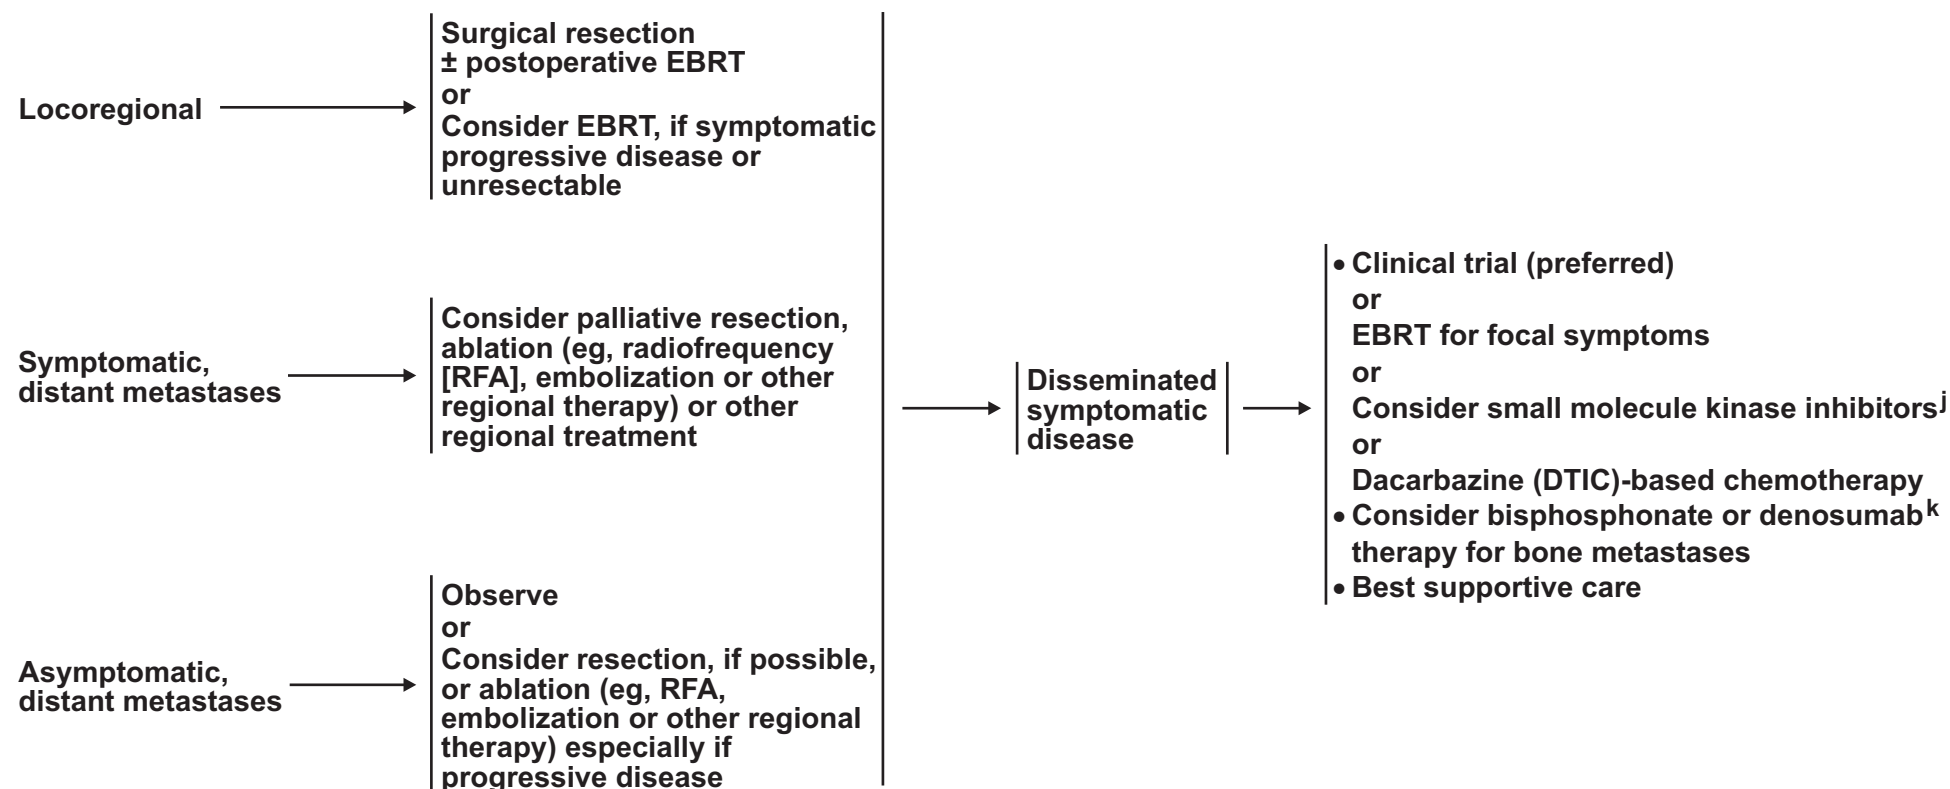 Locoregional
Surgical resection
± postoperative EBRT
or
Consider EBRT, if symptomatic
progressive disease or
unresectable
Symptomatic,
distant metastases
Consider palliative resection,
ablation (eg, radiofrequency
[RFA], embolization or other
regional therapy) or other
regional treatment
Asymptomatic,
distant metastases
Observe
or
Consider resection, if possible,
or ablation (eg, RFA,
embolization or other regional
therapy) especially if
progressive disease
Disseminated
symptomatic
disease
• Clinical trial (preferred)
or
EBRT for focal symptoms
or
Consider small molecule kinase inhibitorsʲ
or
Dacarbazine (DTIC)-based chemotherapy
• Consider bisphosphonate or denosumabᵏ
therapy for bone metastases
• Best supportive care